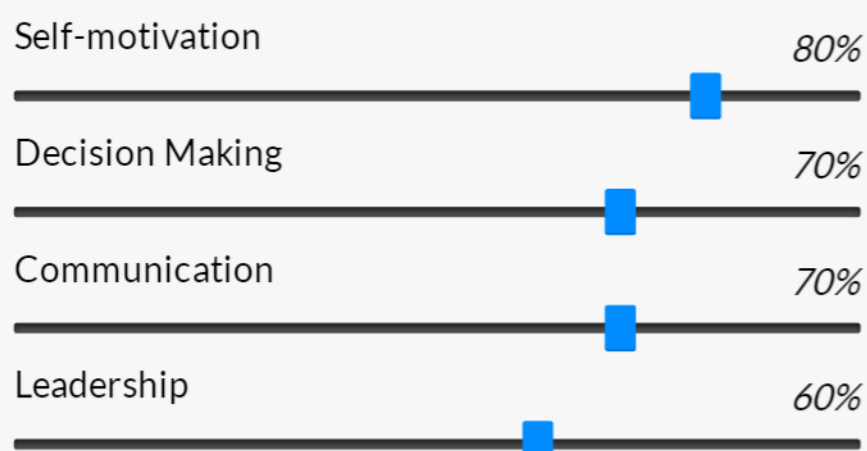 Self-motivation
80%
Decision Making
70%
Communication
70%
Leadership
60%